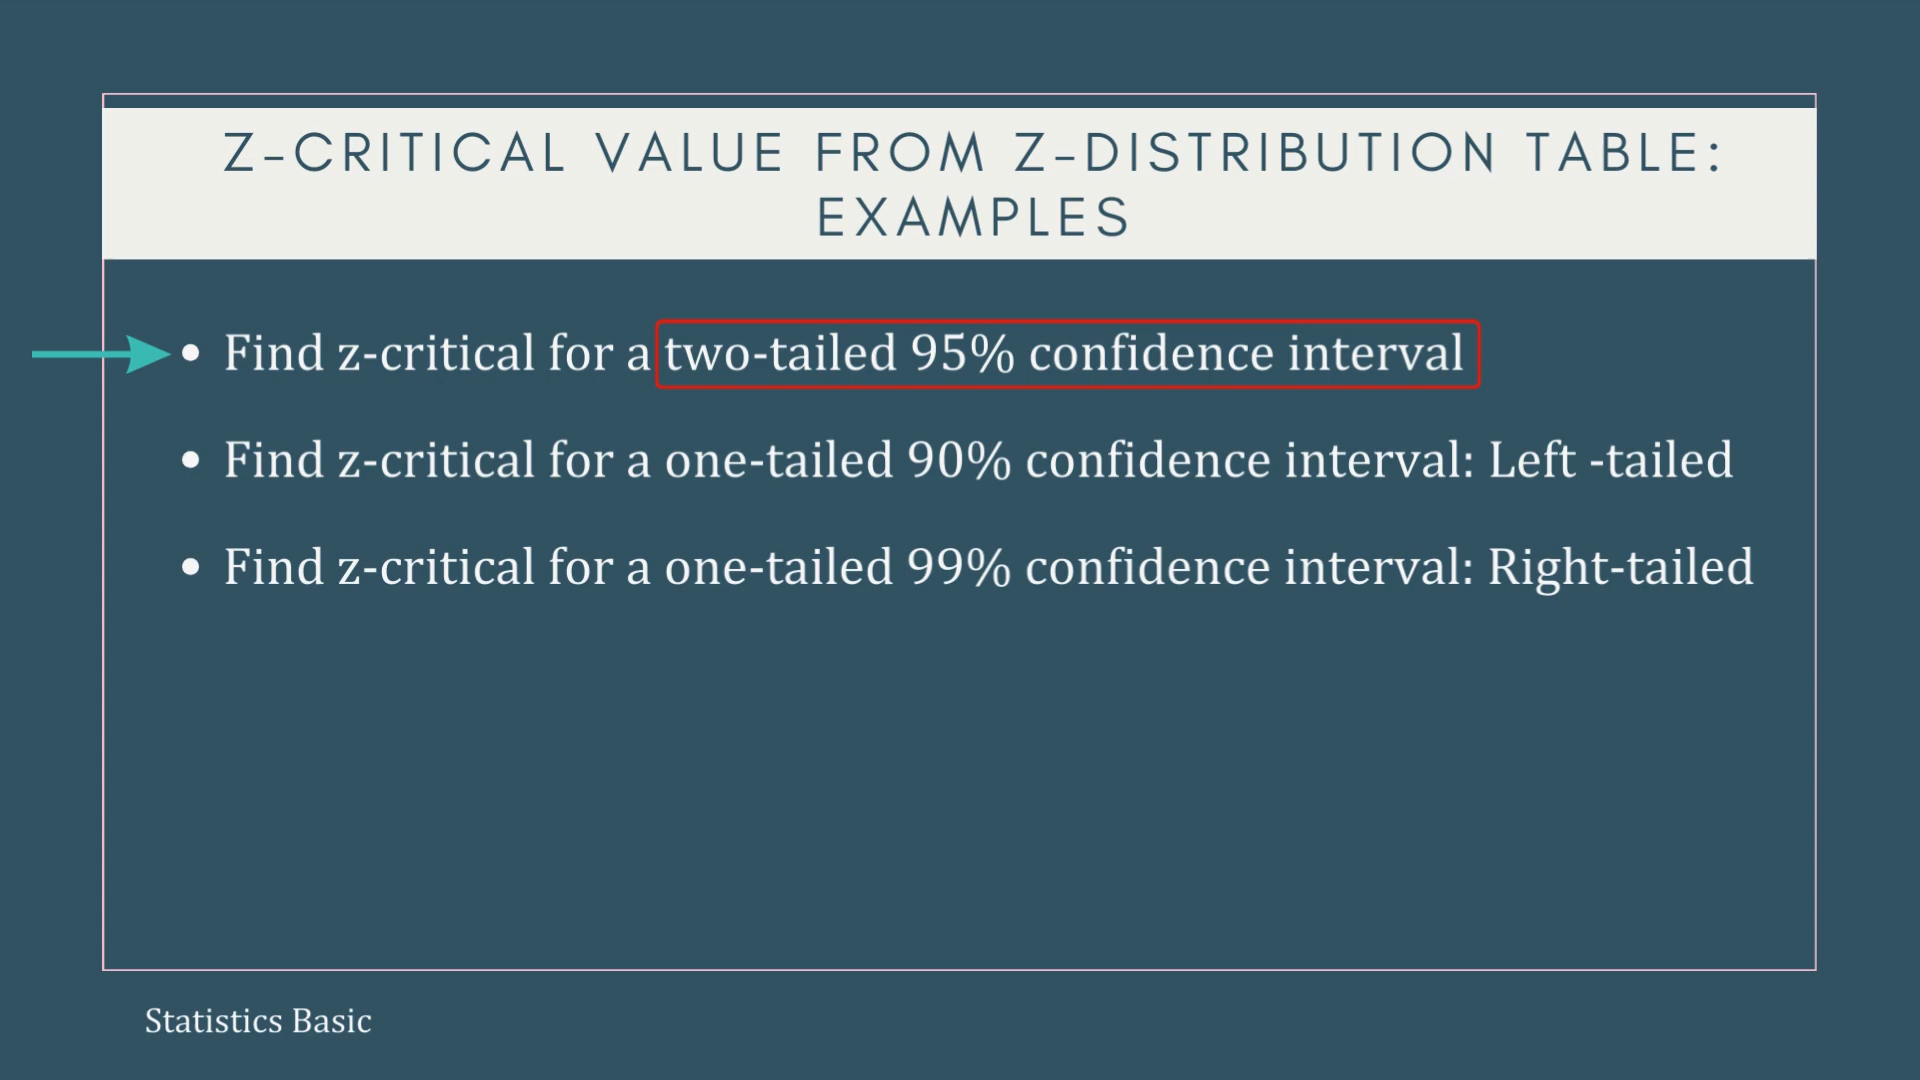 Z-CRITICAL VALUE FROM Z-DISTRIBUTION TABLE:
EXAMPLES
• Find z-critical for a two-tailed 95% confidence interval
• Find z-critical for a one-tailed 90% confidence interval: Left -tailed
• Find z-critical for a one-tailed 99% confidence interval: Right-tailed
Statistics Basic